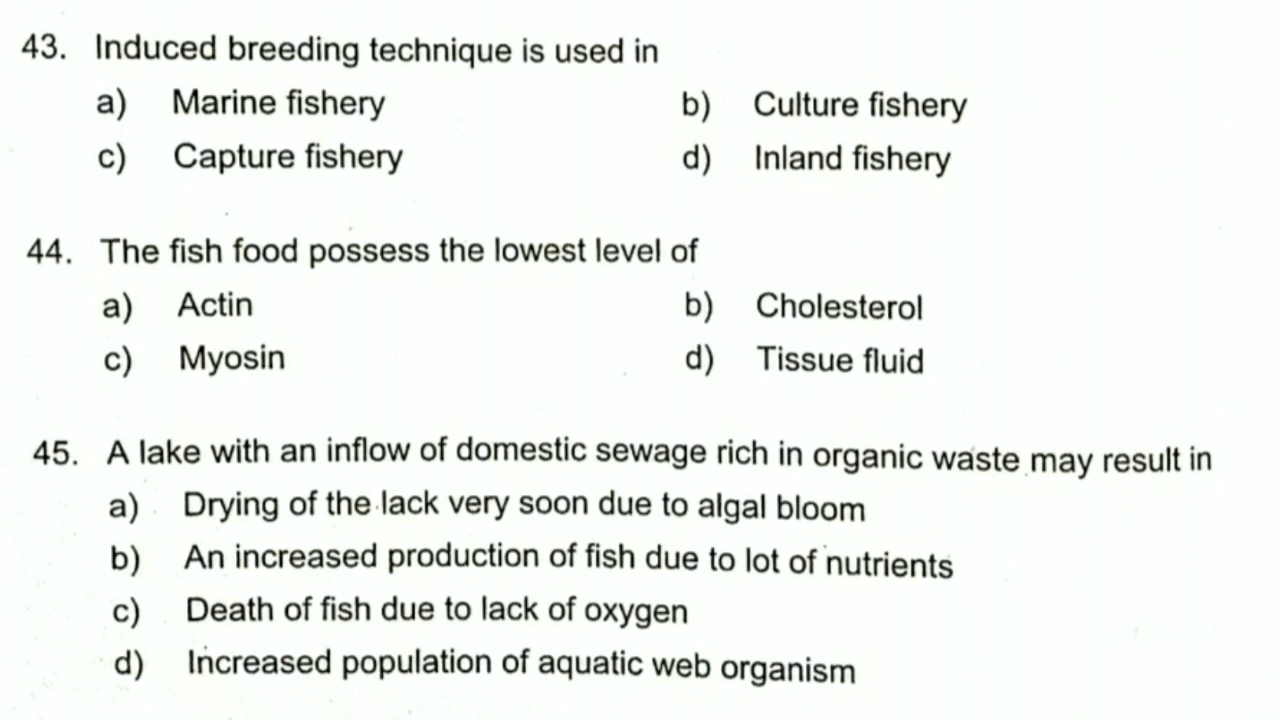 43. Induced breeding technique is used in
a) Marine fishery b) Culture fishery
c) Capture fishery d) Inland fishery
44. The fish food possess the lowest level of
a) Actin b) Cholesterol
c) Myosin d) Tissue fluid
45. A lake with an inflow of domestic sewage rich in organic waste may result in
a) Drying of the lack very soon due to algal bloom
b) An increased production of fish due to lot of nutrients
c) Death of fish due to lack of oxygen
d) Increased population of aquatic web organism